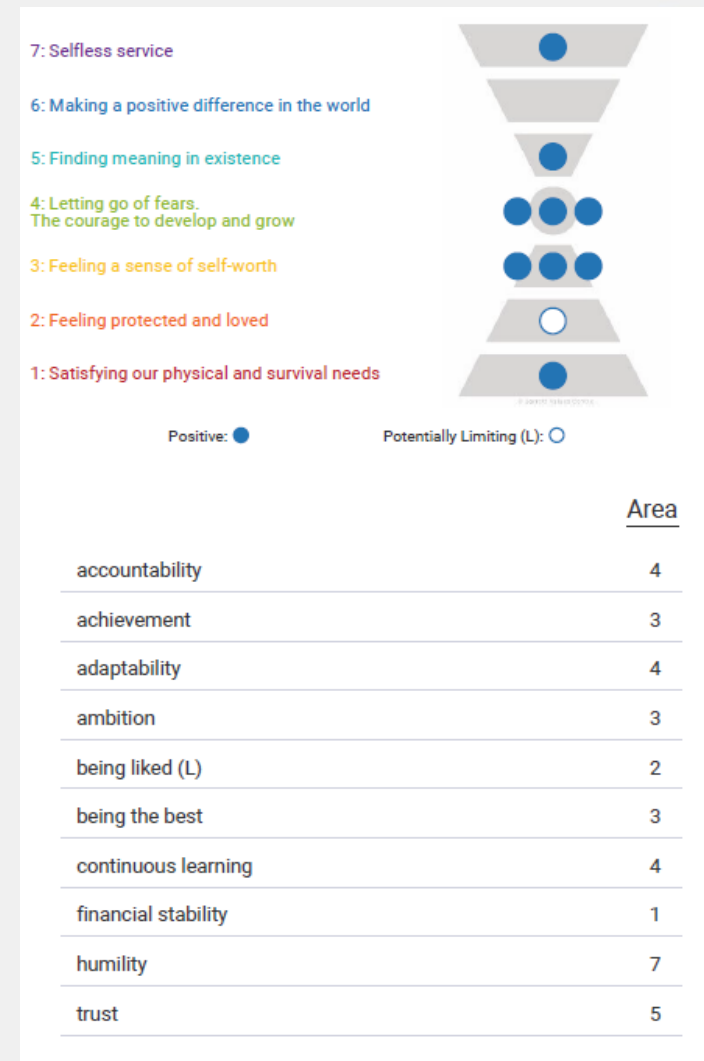 7: Selfless service
6: Making a positive difference in the world
5: Finding meaning in existence
4: Letting go of fears.
The courage to develop and grow
3: Feeling a sense of self-worth
2: Feeling protected and loved
1: Satisfying our physical and survival needs
Positive:
Potentially Limiting (L):
Area
accountability 4
achievement 3
adaptability 4
ambition 3
being liked (L) 2
being the best 3
continuous learning 4
financial stability 1
humility 7
trust 5